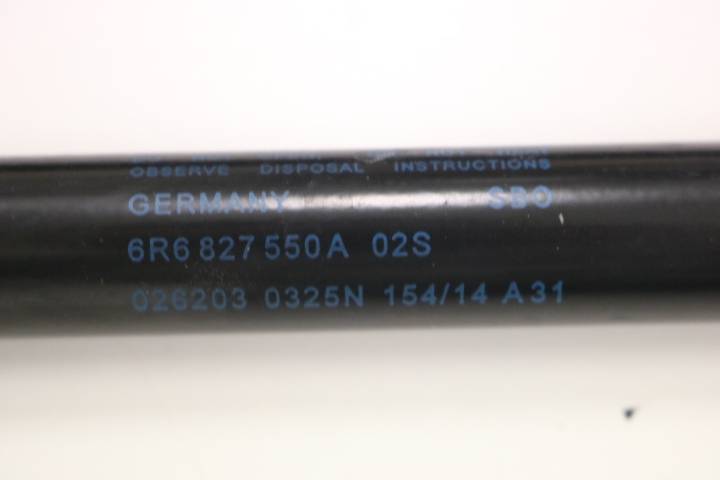 OBSERVE DISPOSAL INSTRUCTIONS
GERMANY SBO
6R6 827 550 A 02S
026203 0325N 154/14 A31